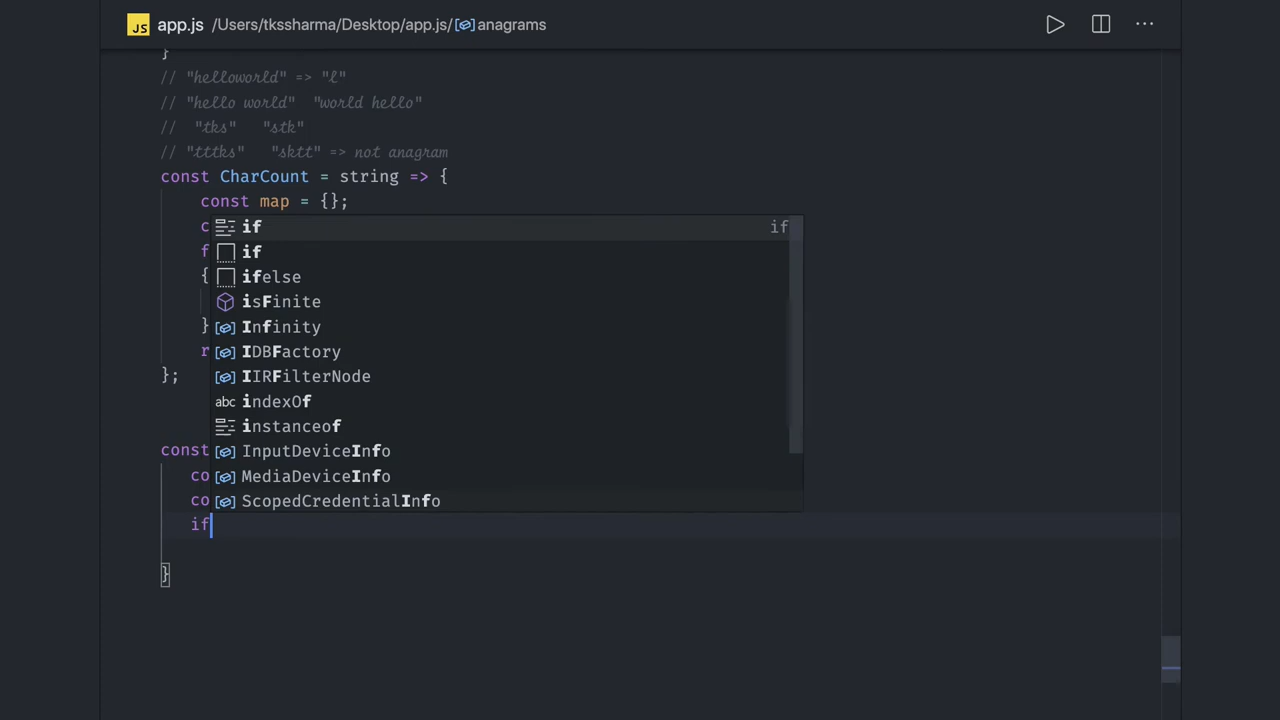 JS app.js /Users/tkssharma/Desktop/app.js/ anagrams
}
// "helloworld" => "l"
// "hello world" "world hello"
// "tks" "stk"
// "tttks" "sktt" => not anagram
const CharCount = string => {
const map = {};
c
if if
f
if
{
ifelse
isFinite
}
Infinity
r
IDBFactory
};
IIRFilterNode
abc indexOf
instanceof
const
InputDeviceInfo
co
MediaDeviceInfo
co
ScopedCredentialInfo
if
}